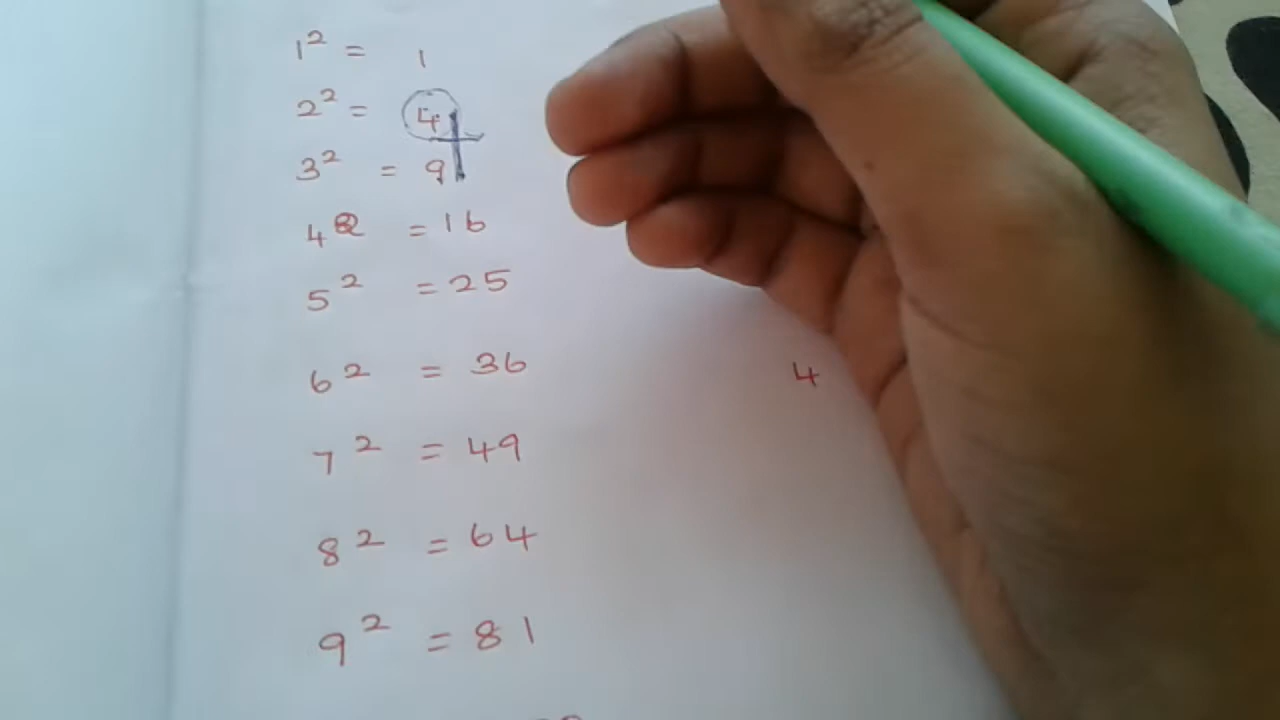 1² = 1
2² = 4
3² = 9
4² = 16
5² = 25
6² = 36
4
7² = 49
8² = 64
9² = 81